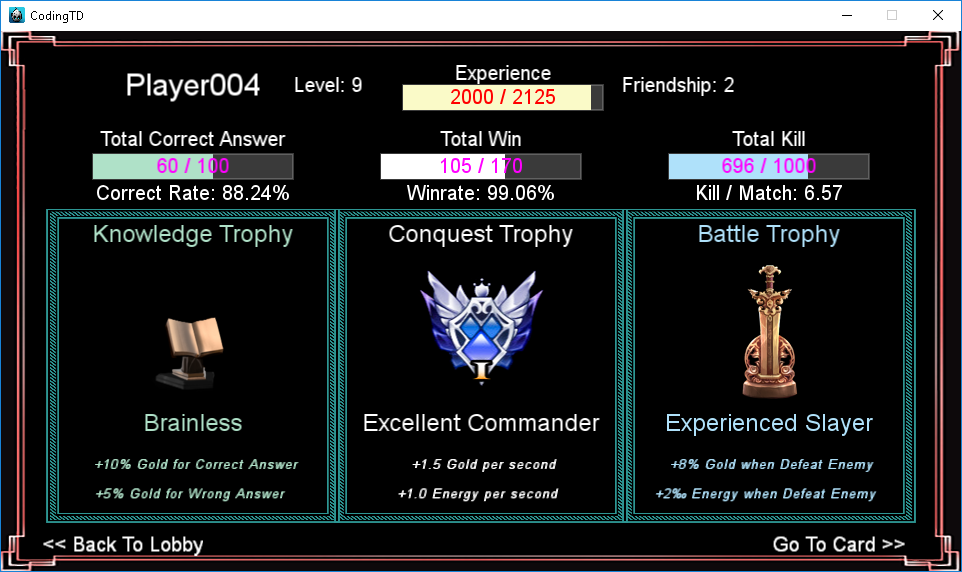 CodingTD
Player004
Level: 9
Experience
2000 / 2125
Friendship: 2
Total Correct Answer
60 / 100
Correct Rate: 88.24%
Total Win
105 / 170
Winrate: 99.06%
Total Kill
696 / 1000
Kill / Match: 6.57
Knowledge Trophy
Brainless
+10% Gold for Correct Answer
+5% Gold for Wrong Answer
Conquest Trophy
I
Excellent Commander
+1.5 Gold per second
+1.0 Energy per second
Battle Trophy
Experienced Slayer
+8% Gold when Defeat Enemy
+2‰ Energy when Defeat Enemy
<< Back To Lobby
Go To Card >>